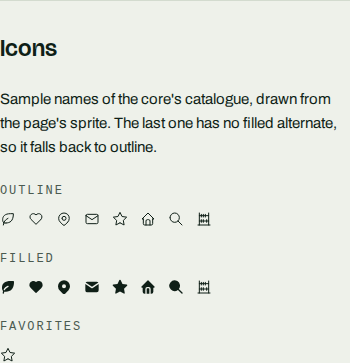 Icons
Sample names of the core's catalogue, drawn from
the page's sprite. The last one has no filled alternate,
so it falls back to outline.
OUTLINE
FILLED
FAVORITES